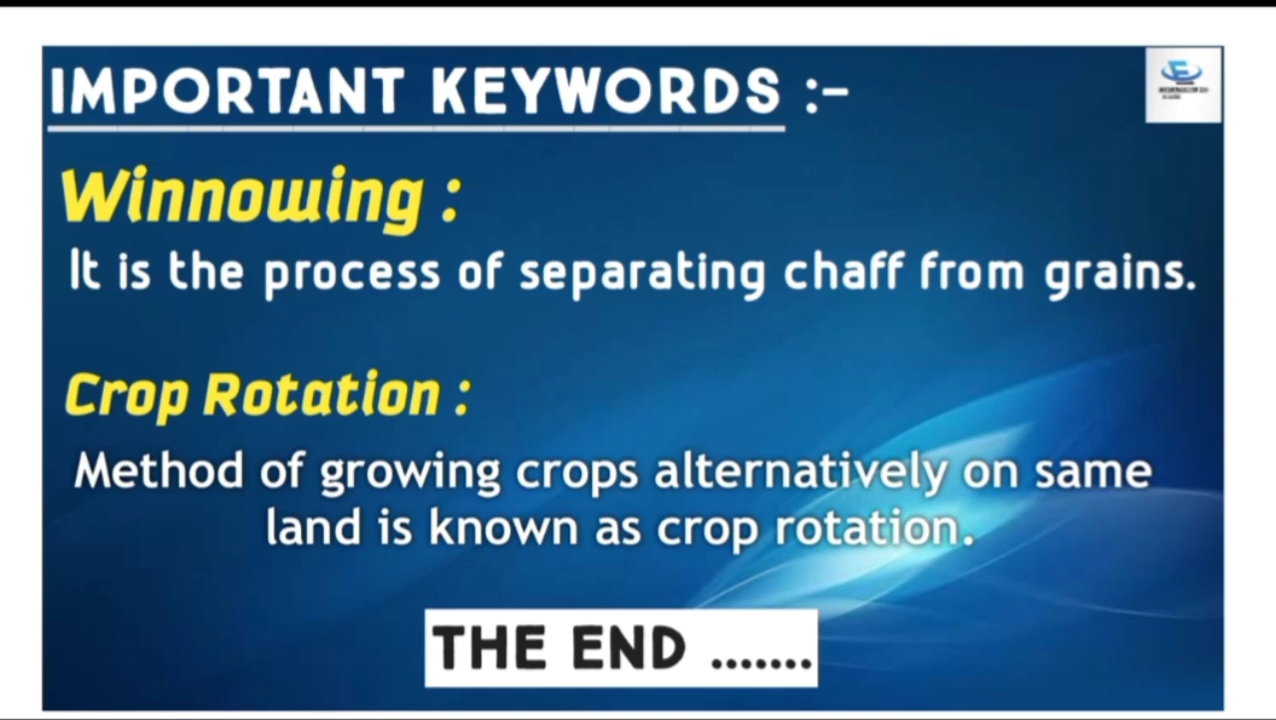 IMPORTANT KEYWORDS :-
Winnowing :
It is the process of separating chaff from grains.
Crop Rotation :
Method of growing crops alternatively on same
land is known as crop rotation.
THE END .......